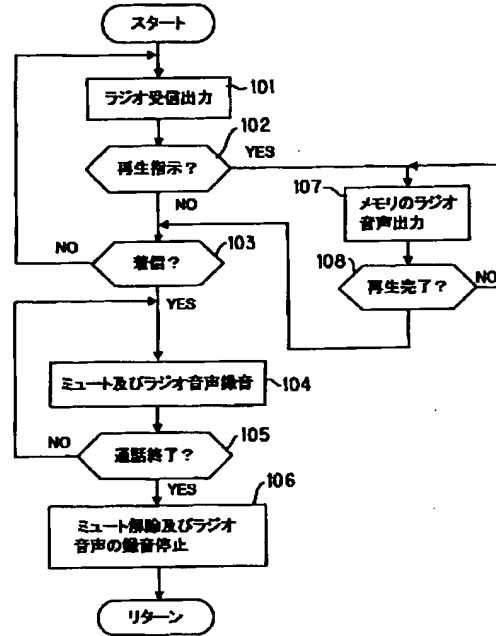 スタート
ラジオ受信出力
101
102
再生指示?
YES
NO
107
メモリのラジオ
音声出力
103
着信?
NO
YES
108
再生完了?
NO
ミュート及びラジオ音声録音
104
NO
105
通話終了?
YES
106
ミュート解除及びラジオ
音声の録音停止
リターン